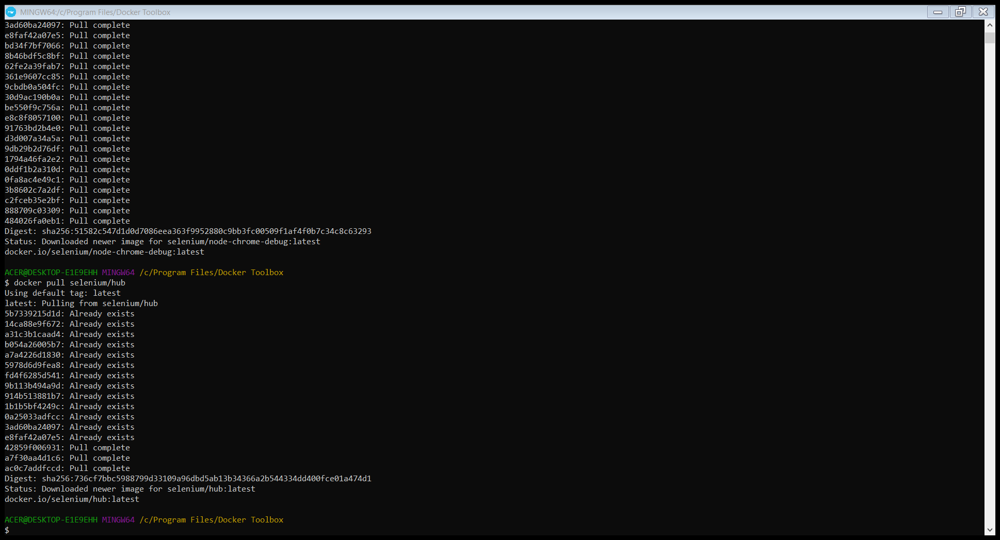 MINGW64:/c/Program Files/Docker Toolbox
3ad60ba24097: Pull complete
e8faf42a07e5: Pull complete
bd34f7bf7066: Pull complete
8b46bdf5c8bf: Pull complete
62fe2a39fab7: Pull complete
361e9607cc85: Pull complete
9cbdb0a504fc: Pull complete
30d9ac190b0a: Pull complete
be550f9c756a: Pull complete
e8c8f8057100: Pull complete
91763bd2b4e0: Pull complete
d3d007a34a5a: Pull complete
9db29b2d76df: Pull complete
1794a46fa2e2: Pull complete
0ddf1b2a310d: Pull complete
0fa8ac4e49c1: Pull complete
3b8602c7a2df: Pull complete
c2fceb35e2bf: Pull complete
888709c03309: Pull complete
484026fa0eb1: Pull complete
Digest: sha256:51582c547d1d0d7086eea363f9952880c9bb3fc00509f1af4f0b7c34c8c63293
Status: Downloaded newer image for selenium/node-chrome-debug:latest
docker.io/selenium/node-chrome-debug:latest
ACER@DESKTOP-E1E9EHH MINGW64 /c/Program Files/Docker Toolbox
$ docker pull selenium/hub
Using default tag: latest
latest: Pulling from selenium/hub
5b7339215d1d: Already exists
14ca88e9f672: Already exists
a31c3b1caad4: Already exists
b054a26005b7: Already exists
a7a4226d1830: Already exists
5978d6d9fea8: Already exists
fd4f6285d541: Already exists
9b113b494a9d: Already exists
914b513881b7: Already exists
1b1b5bf4249c: Already exists
0a25033adfcc: Already exists
3ad60ba24097: Already exists
e8faf42a07e5: Already exists
42859f006931: Pull complete
a7f30aa4d1c6: Pull complete
ac0c7addfccd: Pull complete
Digest: sha256:736cf7bbc5988799d33109a96dbd5ab13b34366a2b544334dd400fce01a474d1
Status: Downloaded newer image for selenium/hub:latest
docker.io/selenium/hub:latest
ACER@DESKTOP-E1E9EHH MINGW64 /c/Program Files/Docker Toolbox
$